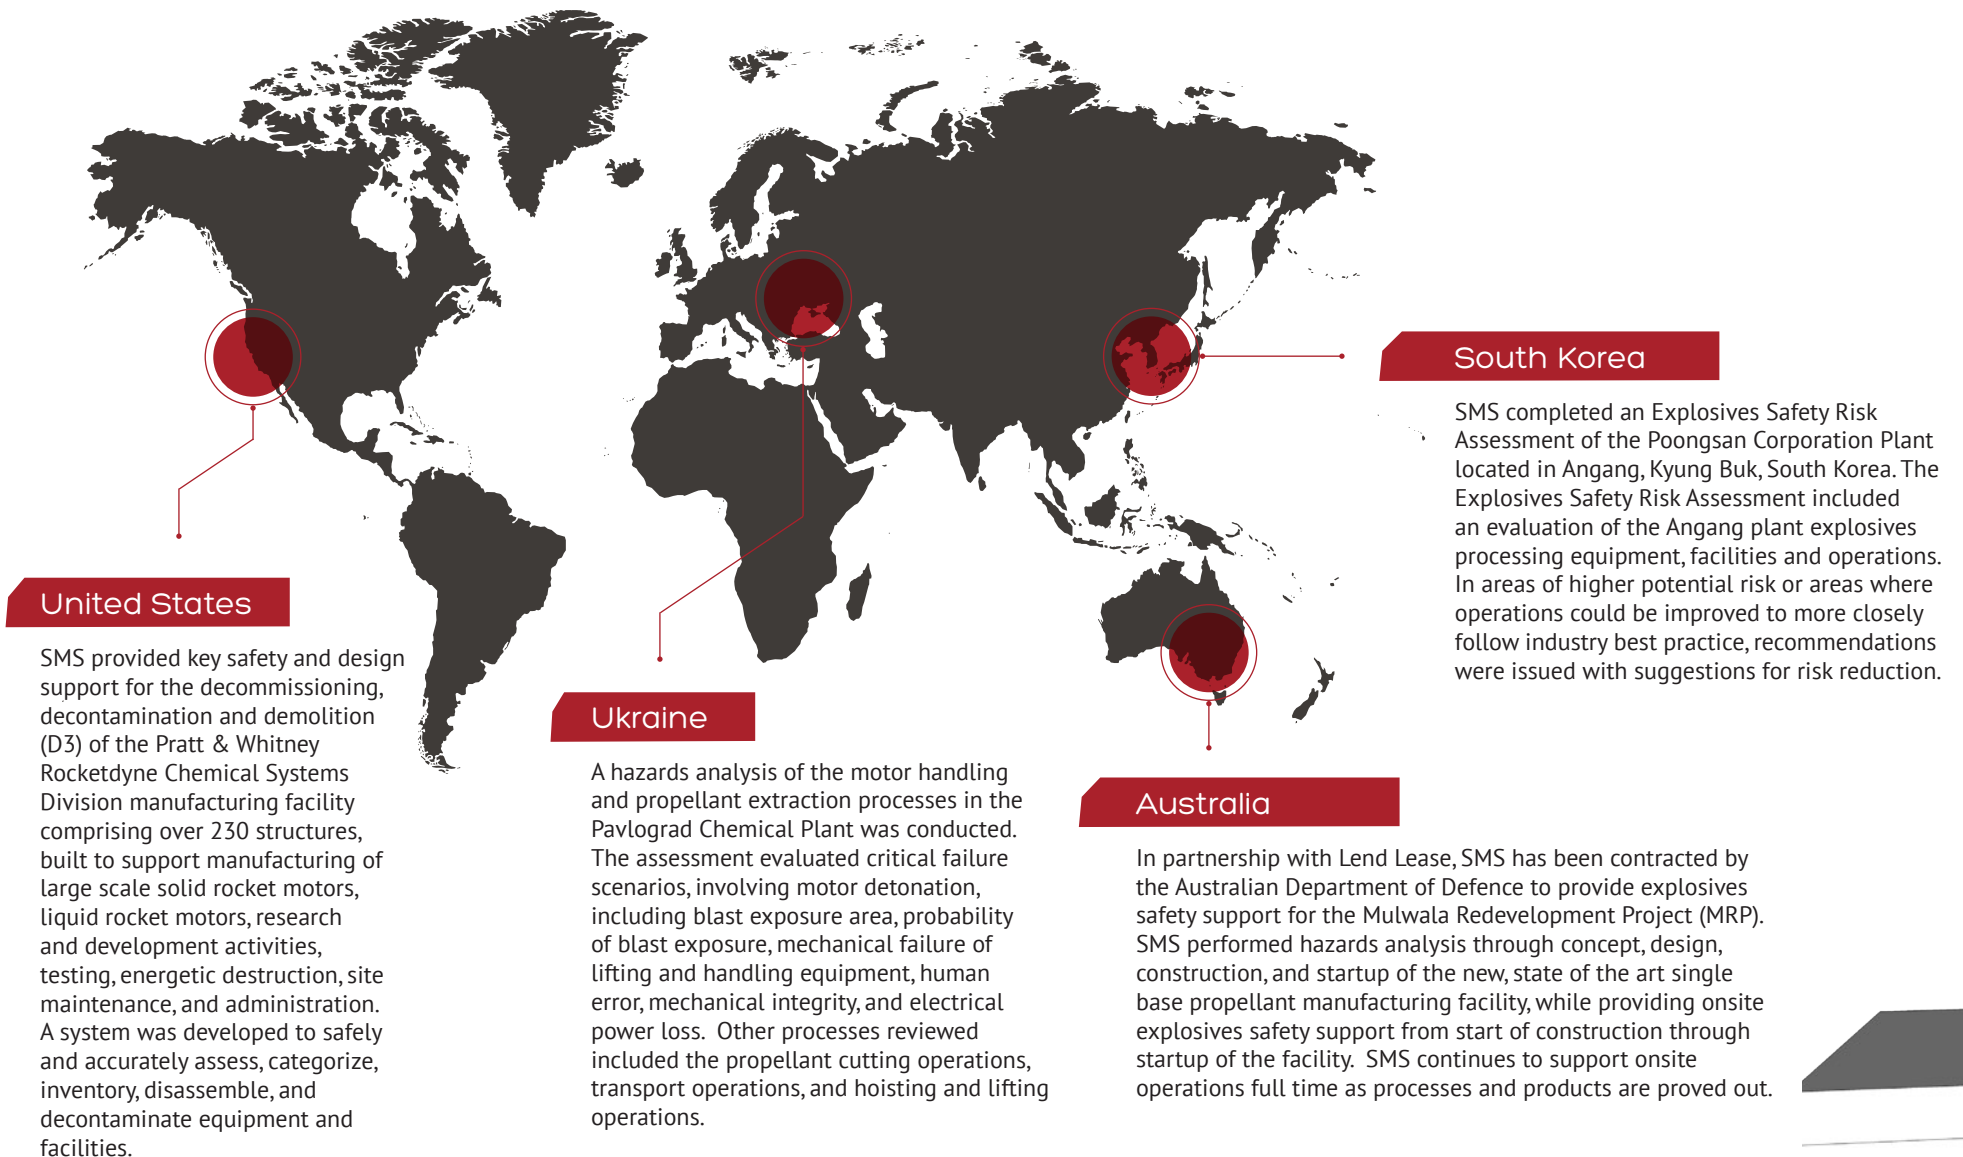 United States
SMS provided key safety and design
support for the decommissioning,
decontamination and demolition
(D3) of the Pratt & Whitney
Rocketdyne Chemical Systems
Division manufacturing facility
comprising over 230 structures,
built to support manufacturing of
large scale solid rocket motors,
liquid rocket motors, research
and development activities,
testing, energetic destruction, site
maintenance, and administration.
A system was developed to safely
and accurately assess, categorize,
inventory, disassemble, and
decontaminate equipment and
facilities.
Ukraine
A hazards analysis of the motor handling
and propellant extraction processes in the
Pavlograd Chemical Plant was conducted.
The assessment evaluated critical failure
scenarios, involving motor detonation,
including blast exposure area, probability
of blast exposure, mechanical failure of
lifting and handling equipment, human
error, mechanical integrity, and electrical
power loss.  Other processes reviewed
included the propellant cutting operations,
transport operations, and hoisting and lifting
operations.
South Korea
SMS completed an Explosives Safety Risk
Assessment of the Poongsan Corporation Plant
located in Angang, Kyung Buk, South Korea. The
Explosives Safety Risk Assessment included
an evaluation of the Angang plant explosives
processing equipment, facilities and operations.
In areas of higher potential risk or areas where
operations could be improved to more closely
follow industry best practice, recommendations
were issued with suggestions for risk reduction.
Australia
In partnership with Lend Lease, SMS has been contracted by
the Australian Department of Defence to provide explosives
safety support for the Mulwala Redevelopment Project (MRP).
SMS performed hazards analysis through concept, design,
construction, and startup of the new, state of the art single
base propellant manufacturing facility, while providing onsite
explosives safety support from start of construction through
startup of the facility.  SMS continues to support onsite
operations full time as processes and products are proved out.